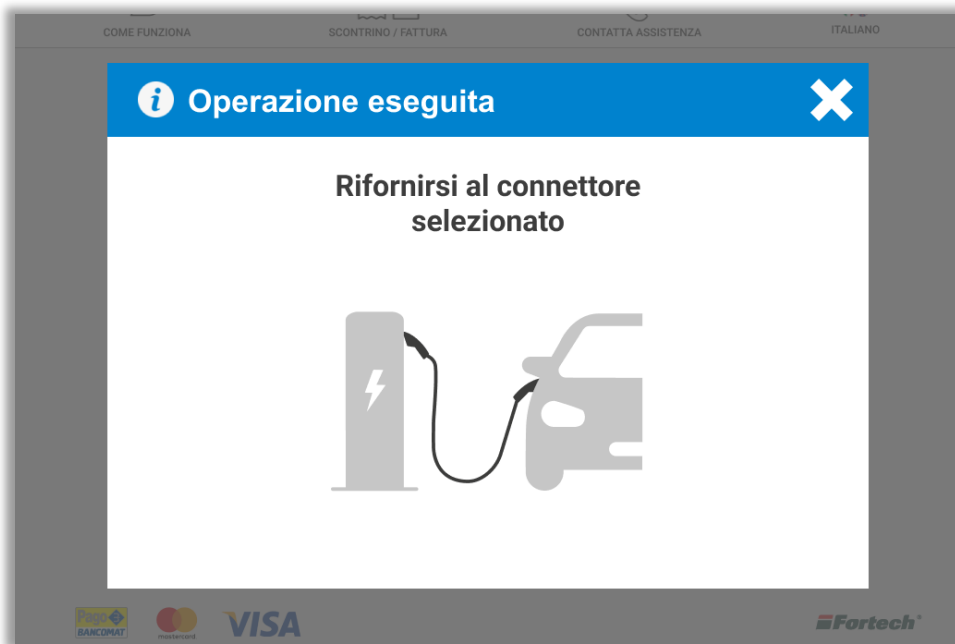 COME FUNZIONA
SCONTRINO / FATTURA
CONTATTA ASSISTENZA
ITALIANO
i Operazione eseguita
Rifornirsi al connettore
selezionato
Pago
BANCOMAT
mastercard
VISA
Fortech®